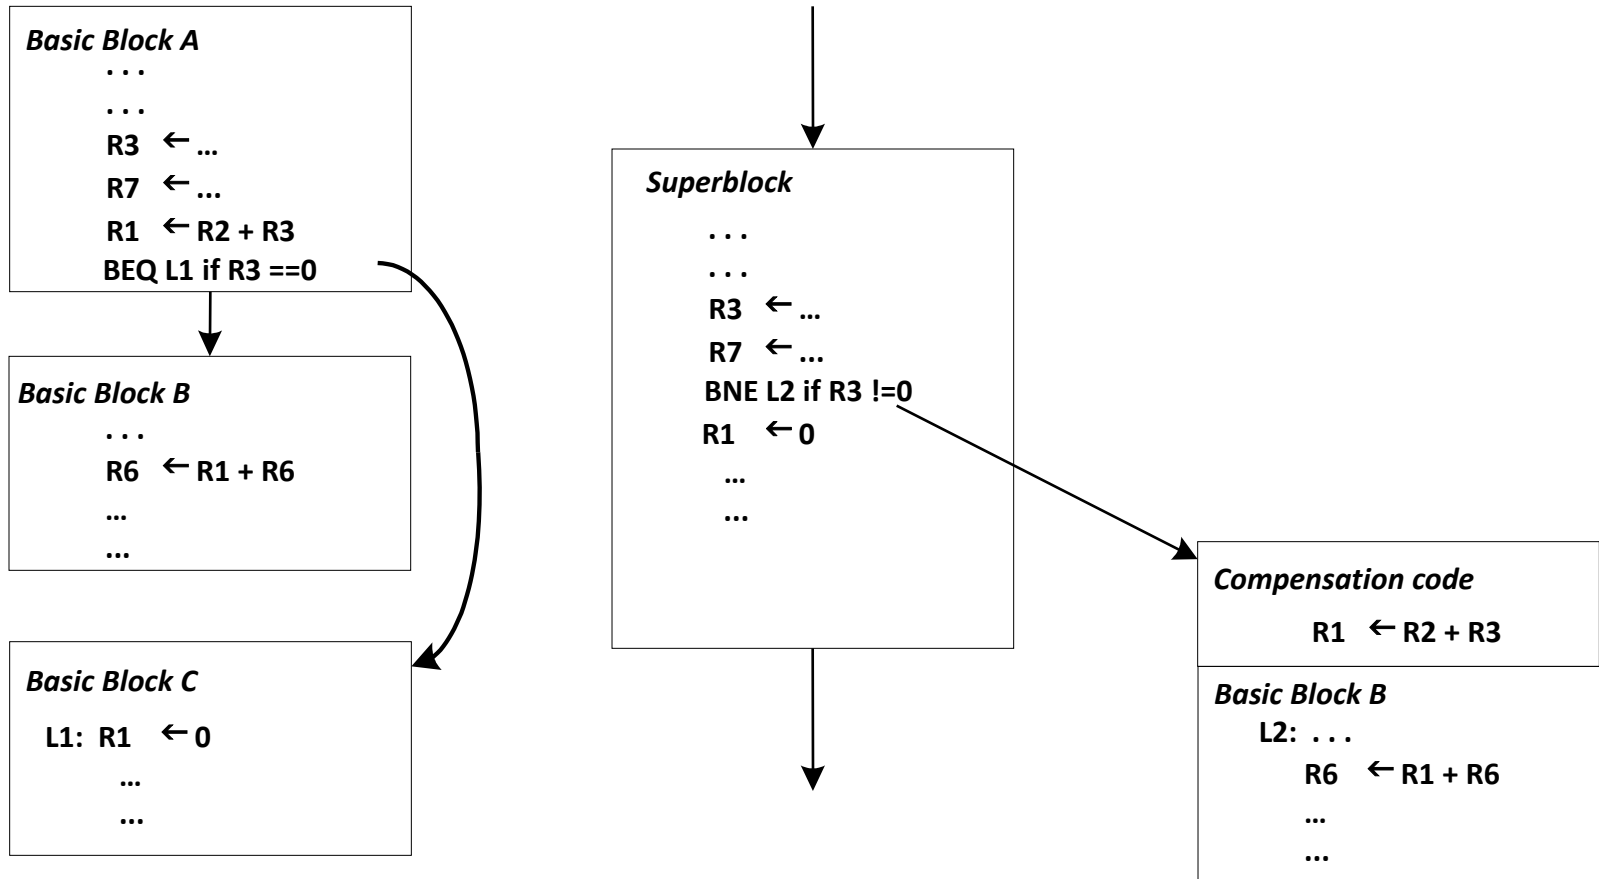 Basic Block A
. . .
. . .
R3 ← ...
R7 ← ...
R1 ← R2 + R3
BEQ L1 if R3 ==0
Basic Block B
. . .
R6 ← R1 + R6
...
...
Basic Block C
L1: R1 ← 0
...
...
Superblock
. . .
. . .
R3 ← ...
R7 ← ...
BNE L2 if R3 !=0
R1 ← 0
...
...
Compensation code
R1 ← R2 + R3
Basic Block B
L2: . . .
R6 ← R1 + R6
...
...